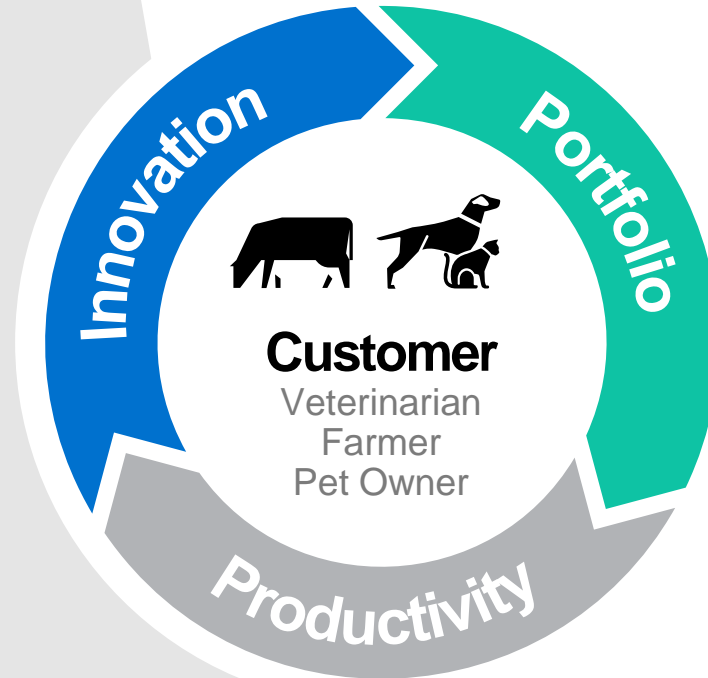 Innovation
Portfolio
Customer
Veterinarian
Farmer
Pet Owner
Productivity